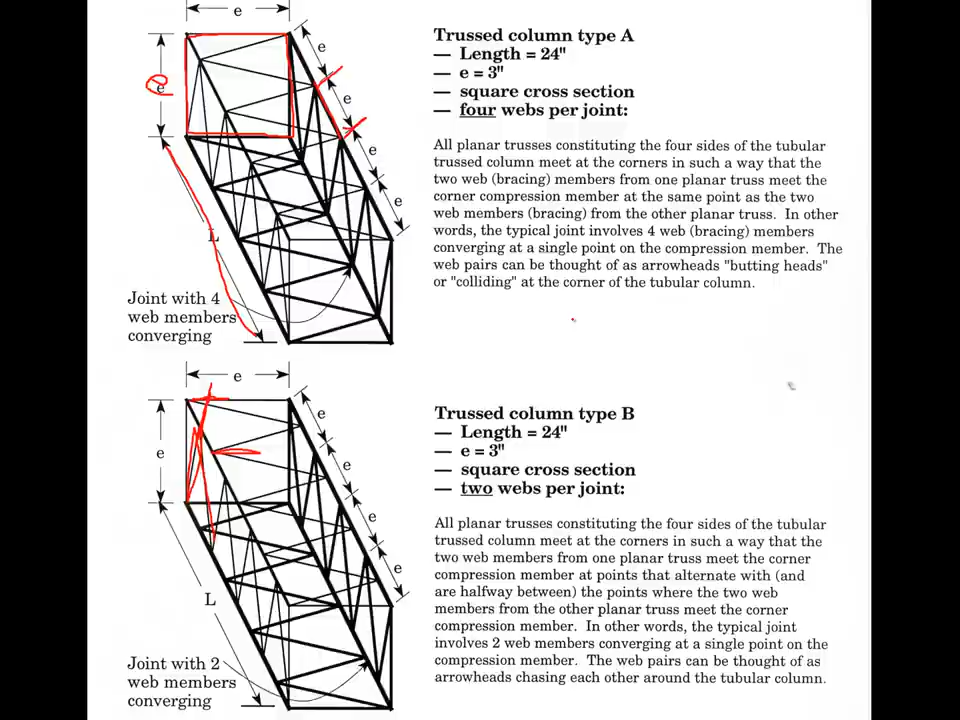 e
Trussed column type A
— Length = 24"
— e = 3"
— square cross section
— four webs per joint:
e
e
e
e
e
L
All planar trusses constituting the four sides of the tubular
trussed column meet at the corners in such a way that the
two web (bracing) members from one planar truss meet the
corner compression member at the same point as the two
web members (bracing) from the other planar truss. In other
words, the typical joint involves 4 web (bracing) members
converging at a single point on the compression member. The
web pairs can be thought of as arrowheads "butting heads"
or "colliding" at the corner of the tubular column.
Joint with 4
web members
converging
e
Trussed column type B
— Length = 24"
— e = 3"
— square cross section
— two webs per joint:
e
e
e
e
e
L
All planar trusses constituting the four sides of the tubular
trussed column meet at the corners in such a way that the
two web members from one planar truss meet the corner
compression member at points that alternate with (and
are halfway between) the points where the two web
members from the other planar truss meet the corner
compression member. In other words, the typical joint
involves 2 web members converging at a single point on the
compression member. The web pairs can be thought of as
arrowheads chasing each other around the tubular column.
Joint with 2
web members
converging